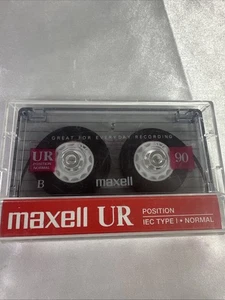 GREAT FOR EVERYDAY RECORDING
UR
POSITION
NORMAL
90
B
maxell
maxell UR
POSITION
IEC TYPE I • NORMAL